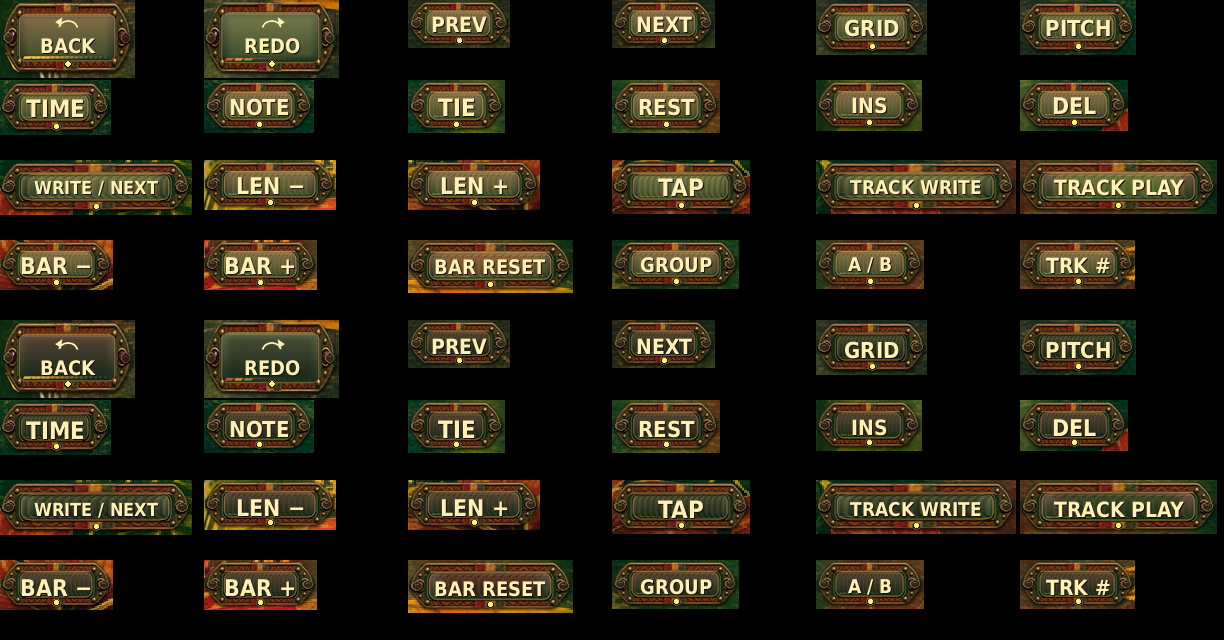 BACK REDO PREV NEXT GRID PITCH
TIME NOTE TIE REST INS DEL
WRITE / NEXT LEN − LEN + TAP TRACK WRITE TRACK PLAY
BAR − BAR + BAR RESET GROUP A / B TRK #
BACK REDO PREV NEXT GRID PITCH
TIME NOTE TIE REST INS DEL
WRITE / NEXT LEN − LEN + TAP TRACK WRITE TRACK PLAY
BAR − BAR + BAR RESET GROUP A / B TRK #